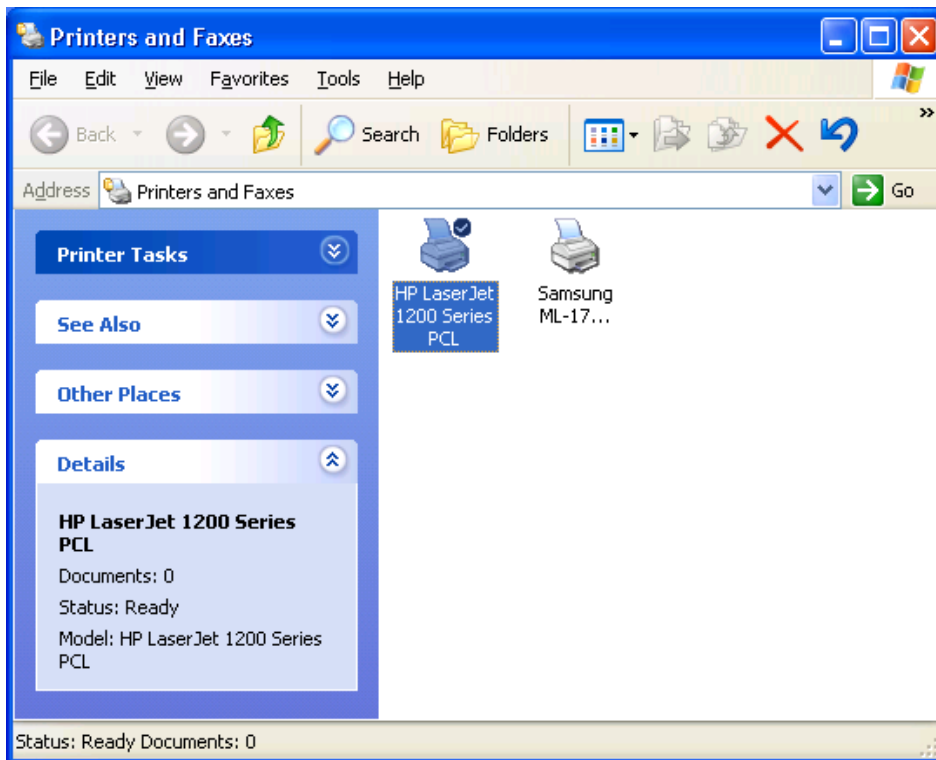 Printers and Faxes
File Edit View Favorites Tools Help
Back Search Folders »
Address Printers and Faxes Go
Printer Tasks
See Also
Other Places
Details
HP LaserJet 1200 Series
PCL
Documents: 0
Status: Ready
Model: HP LaserJet 1200 Series
PCL
HP LaserJet
1200 Series
PCL
Samsung
ML-17...
Status: Ready Documents: 0